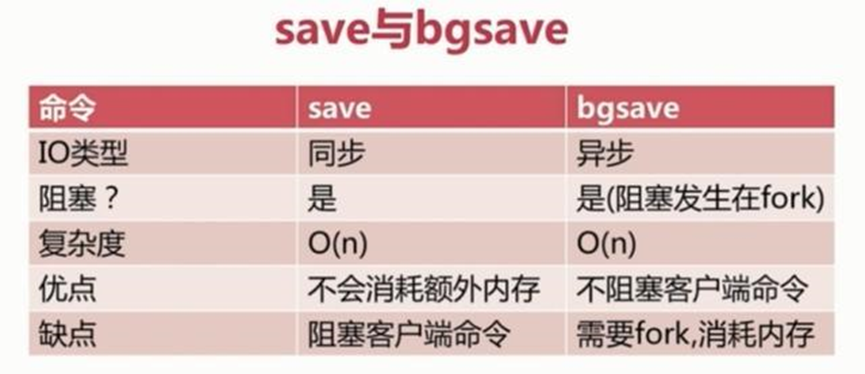 save与bgsave
命令 save bgsave
IO类型 同步 异步
阻塞？ 是 是(阻塞发生在fork)
复杂度 O(n) O(n)
优点 不会消耗额外内存 不阻塞客户端命令
缺点 阻塞客户端命令 需要fork,消耗内存